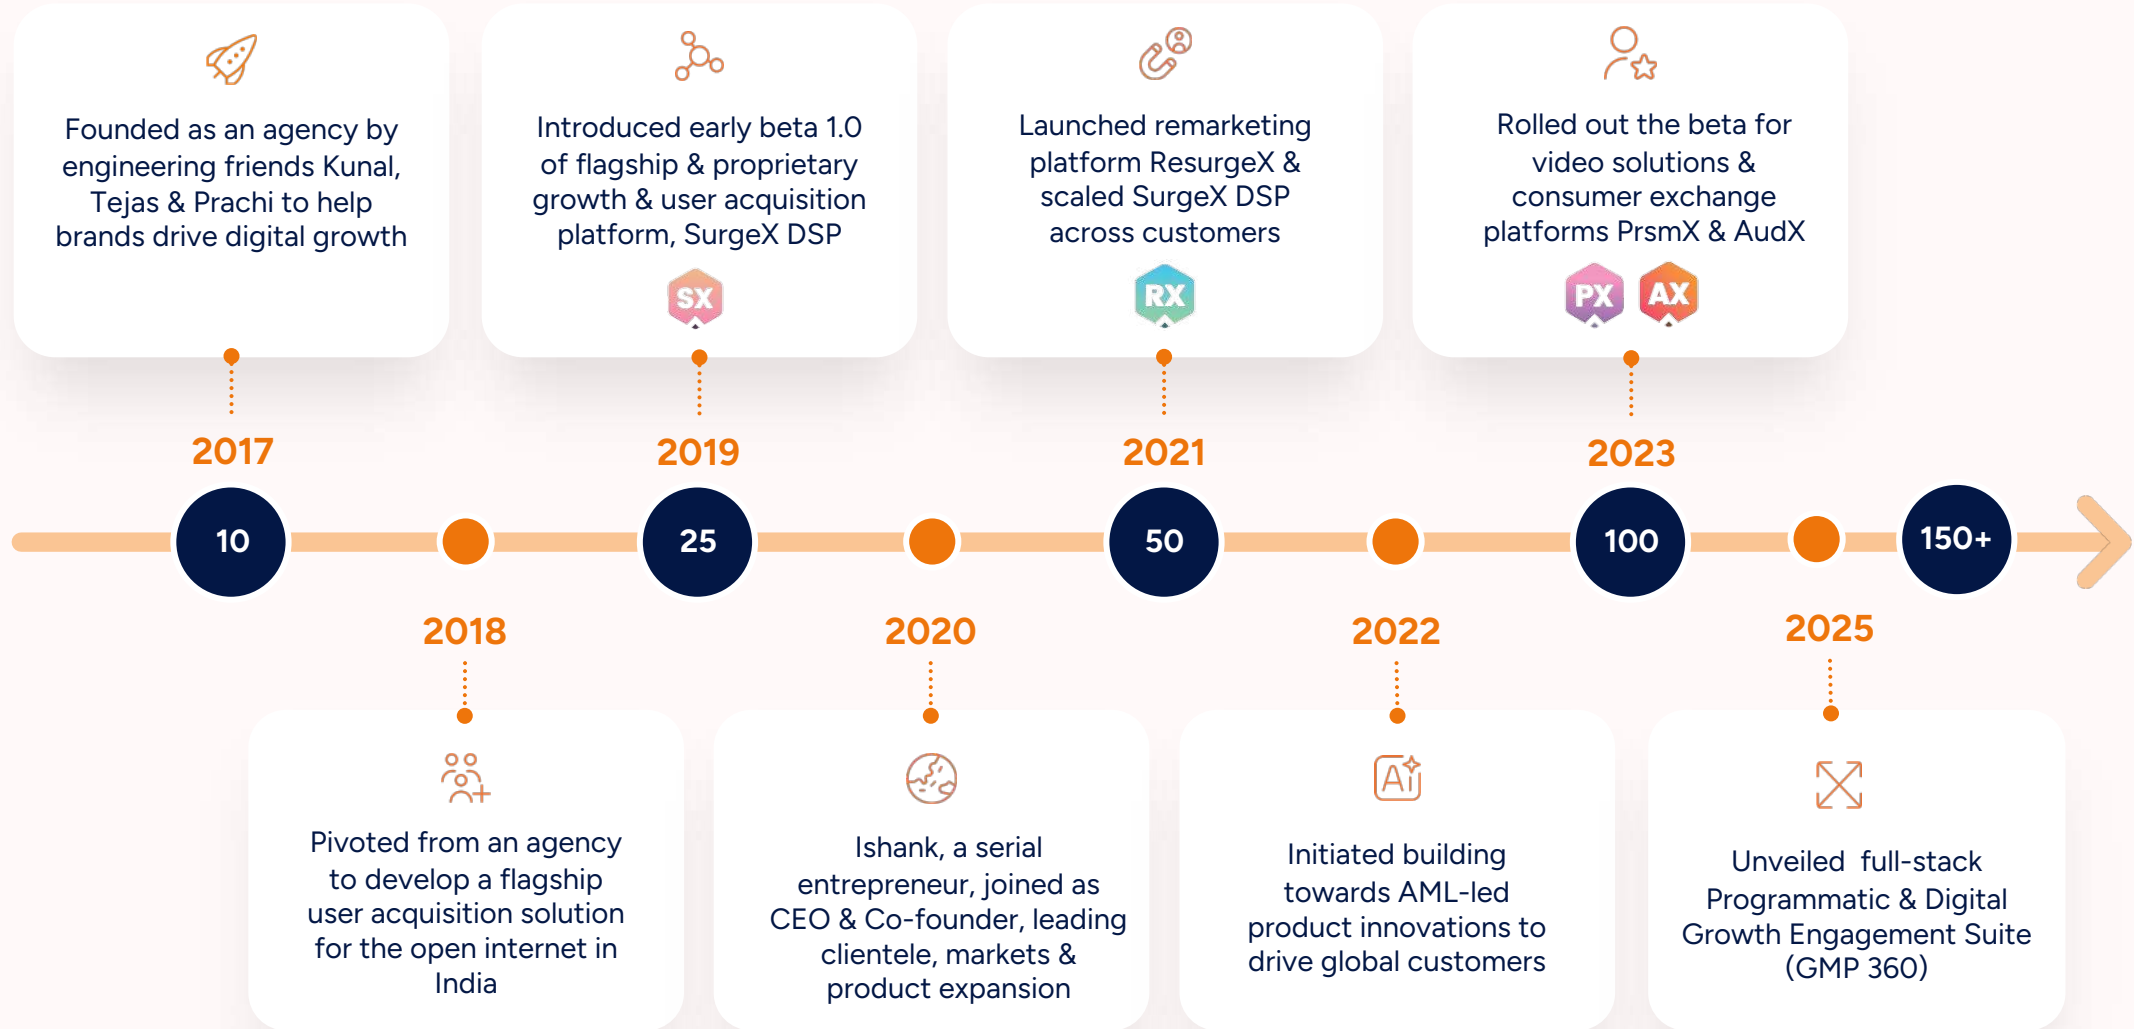 Founded as an agency by
engineering friends Kunal,
Tejas & Prachi to help
brands drive digital growth
Introduced early beta 1.0
of flagship & proprietary
growth & user acquisition
platform, SurgeX DSP
SX
Launched remarketing
platform ResurgeX &
scaled SurgeX DSP
across customers
RX
Rolled out the beta for
video solutions &
consumer exchange
platforms PrsmX & AudX
PX AX
2017
2019
2021
2023
10
25
50
100
150+
2018
2020
2022
2025
Pivoted from an agency
to develop a flagship
user acquisition solution
for the open internet in
India
Ishank, a serial
entrepreneur, joined as
CEO & Co-founder, leading
clientele, markets &
product expansion
Ai
Initiated building
towards AML-led
product innovations to
drive global customers
Unveiled full-stack
Programmatic & Digital
Growth Engagement Suite
(GMP 360)